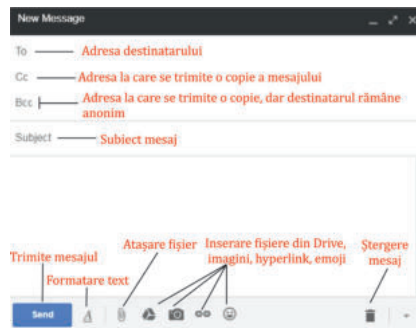 New Message
To Adresa destinatarului
Cc Adresa la care se trimite o copie a mesajului
Bcc Adresa la care se trimite o copie, dar destinatarul rămâne
anonim
Subject Subiect mesaj
Trimite mesajul
Formatare text
Atașare fișier
Inserare fișiere din Drive,
imagini, hyperlink, emoji
Ștergere
mesaj
Send
A